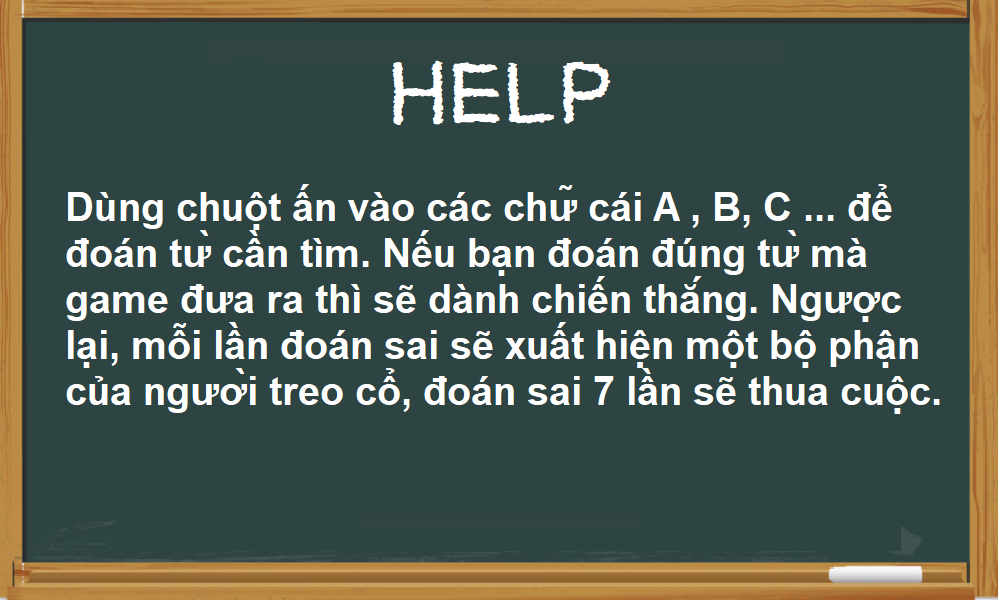 HELP
Dùng chuột ấn vào các chữ cái A , B, C ... để
đoán từ cần tìm. Nếu bạn đoán đúng từ mà
game đưa ra thì sẽ dành chiến thắng. Ngược
lại, mỗi lần đoán sai sẽ xuất hiện một bộ phận
của người treo cổ, đoán sai 7 lần sẽ thua cuộc.